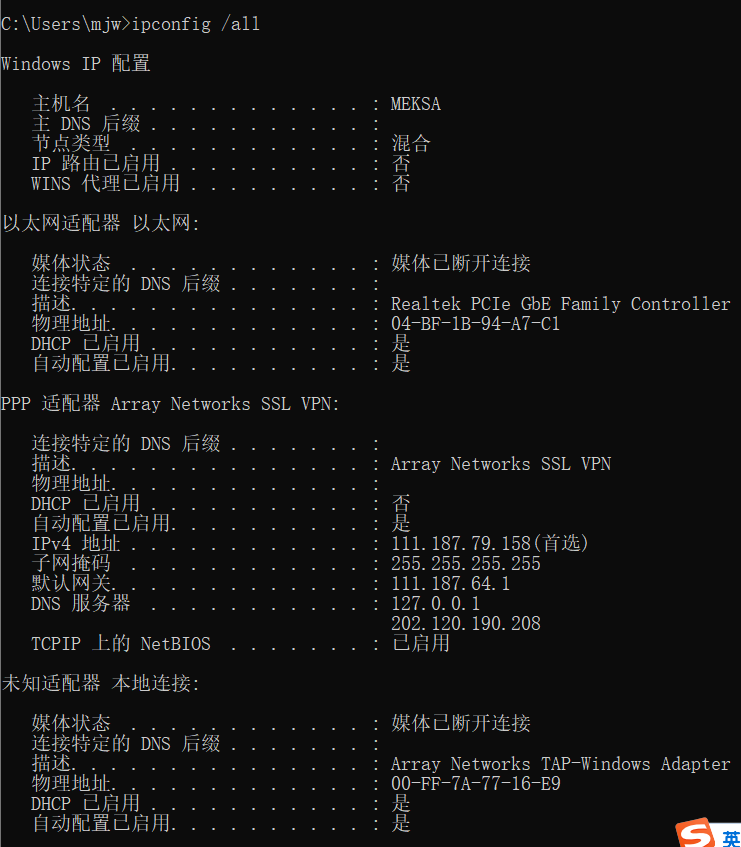 C:\Users\mjw>ipconfig /all
Windows IP 配置
主机名 . . . . . . . . . . . . . : MEKSA
主 DNS 后缀 . . . . . . . . . . . :
节点类型 . . . . . . . . . . . . : 混合
IP 路由已启用 . . . . . . . . . . : 否
WINS 代理已启用 . . . . . . . . . : 否
以太网适配器 以太网:
媒体状态 . . . . . . . . . . . . : 媒体已断开连接
连接特定的 DNS 后缀 . . . . . . . :
描述. . . . . . . . . . . . . . . : Realtek PCIe GbE Family Controller
物理地址. . . . . . . . . . . . . : 04-BF-1B-94-A7-C1
DHCP 已启用 . . . . . . . . . . . : 是
自动配置已启用. . . . . . . . . . : 是
PPP 适配器 Array Networks SSL VPN:
连接特定的 DNS 后缀 . . . . . . . :
描述. . . . . . . . . . . . . . . : Array Networks SSL VPN
物理地址. . . . . . . . . . . . . :
DHCP 已启用 . . . . . . . . . . . : 否
自动配置已启用. . . . . . . . . . : 是
IPv4 地址 . . . . . . . . . . . . : 111.187.79.158(首选)
子网掩码 . . . . . . . . . . . . : 255.255.255.255
默认网关. . . . . . . . . . . . . : 111.187.64.1
DNS 服务器 . . . . . . . . . . . : 127.0.0.1
202.120.190.208
TCPIP 上的 NetBIOS . . . . . . . : 已启用
未知适配器 本地连接:
媒体状态 . . . . . . . . . . . . : 媒体已断开连接
连接特定的 DNS 后缀 . . . . . . . :
描述. . . . . . . . . . . . . . . : Array Networks TAP-Windows Adapter
物理地址. . . . . . . . . . . . . : 00-FF-7A-77-16-E9
DHCP 已启用 . . . . . . . . . . . : 是
自动配置已启用. . . . . . . . . . : 是
S 英